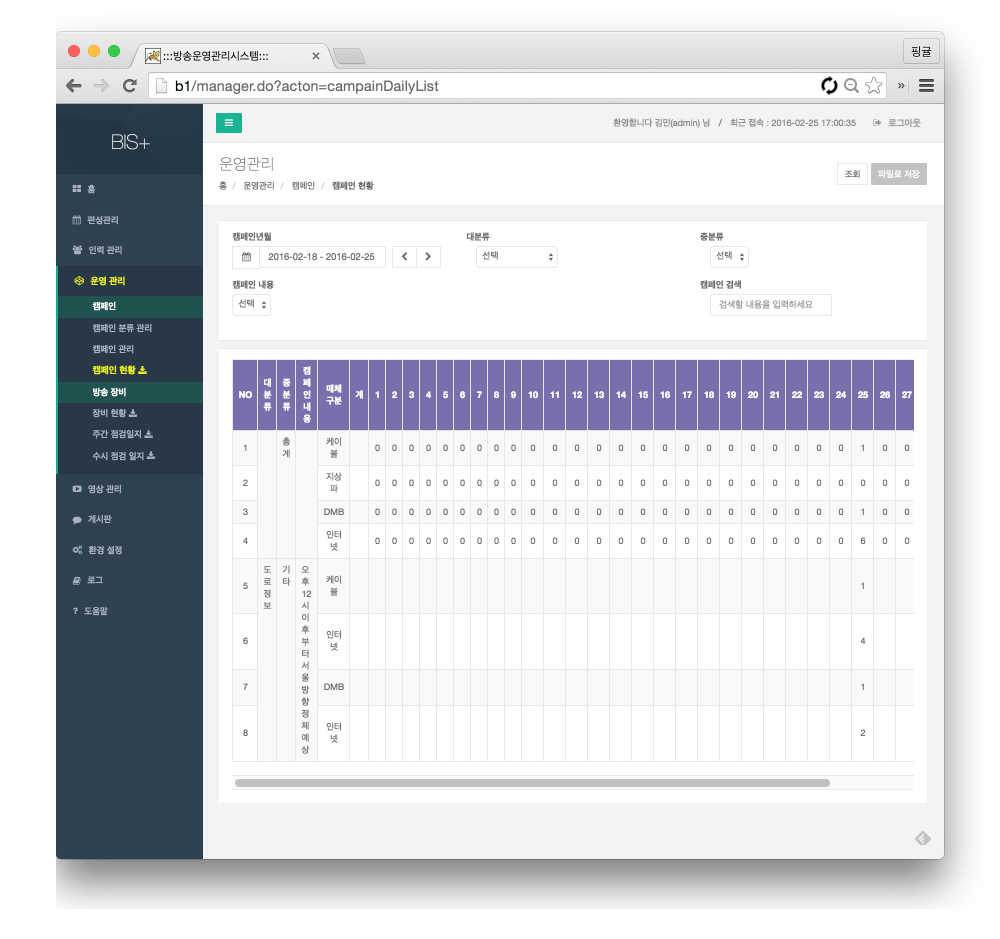 :::방송운영관리시스템:::
핑귤
b1/manager.do?acton=campainDailyList
BIS+
환영합니다 김민(admin) 님 / 최근 접속 : 2016-02-25 17:00:35 로그아웃
홈
편성관리
인력 관리
운영 관리
캠페인
캠페인 분류 관리
캠페인 관리
캠페인 현황
방송 장비
장비 현황
주간 점검일지
수시 점검 일지
영상 관리
게시판
환경 설정
로그
? 도움말
운영관리
홈 / 운영관리 / 캠페인 / 캠페인 현황
조회 파일로 저장
캠페인년월 대분류 중분류
2016-02-18 - 2016-02-25 선택 선택
캠페인 내용 캠페인 검색
선택 검색할 내용을 입력하세요
NO 대분류 중분류 캠페인내용 매체구분 계 1 2 3 4 5 6 7 8 9 10 11 12 13 14 15 16 17 18 19 20 21 22 23 24 25 26 27
1 총계 케이블 0 0 0 0 0 0 0 0 0 0 0 0 0 0 0 0 0 0 0 0 0 0 0 0 1 0 0
2 지상파 0 0 0 0 0 0 0 0 0 0 0 0 0 0 0 0 0 0 0 0 0 0 0 0 0 0 0
3 DMB 0 0 0 0 0 0 0 0 0 0 0 0 0 0 0 0 0 0 0 0 0 0 0 0 1 0 0
4 인터넷 0 0 0 0 0 0 0 0 0 0 0 0 0 0 0 0 0 0 0 0 0 0 0 0 6 0 0
5 도로정보 기타 오후12시이후부터서울방향정체예상 케이블 1
6 인터넷 4
7 DMB 1
8 인터넷 2